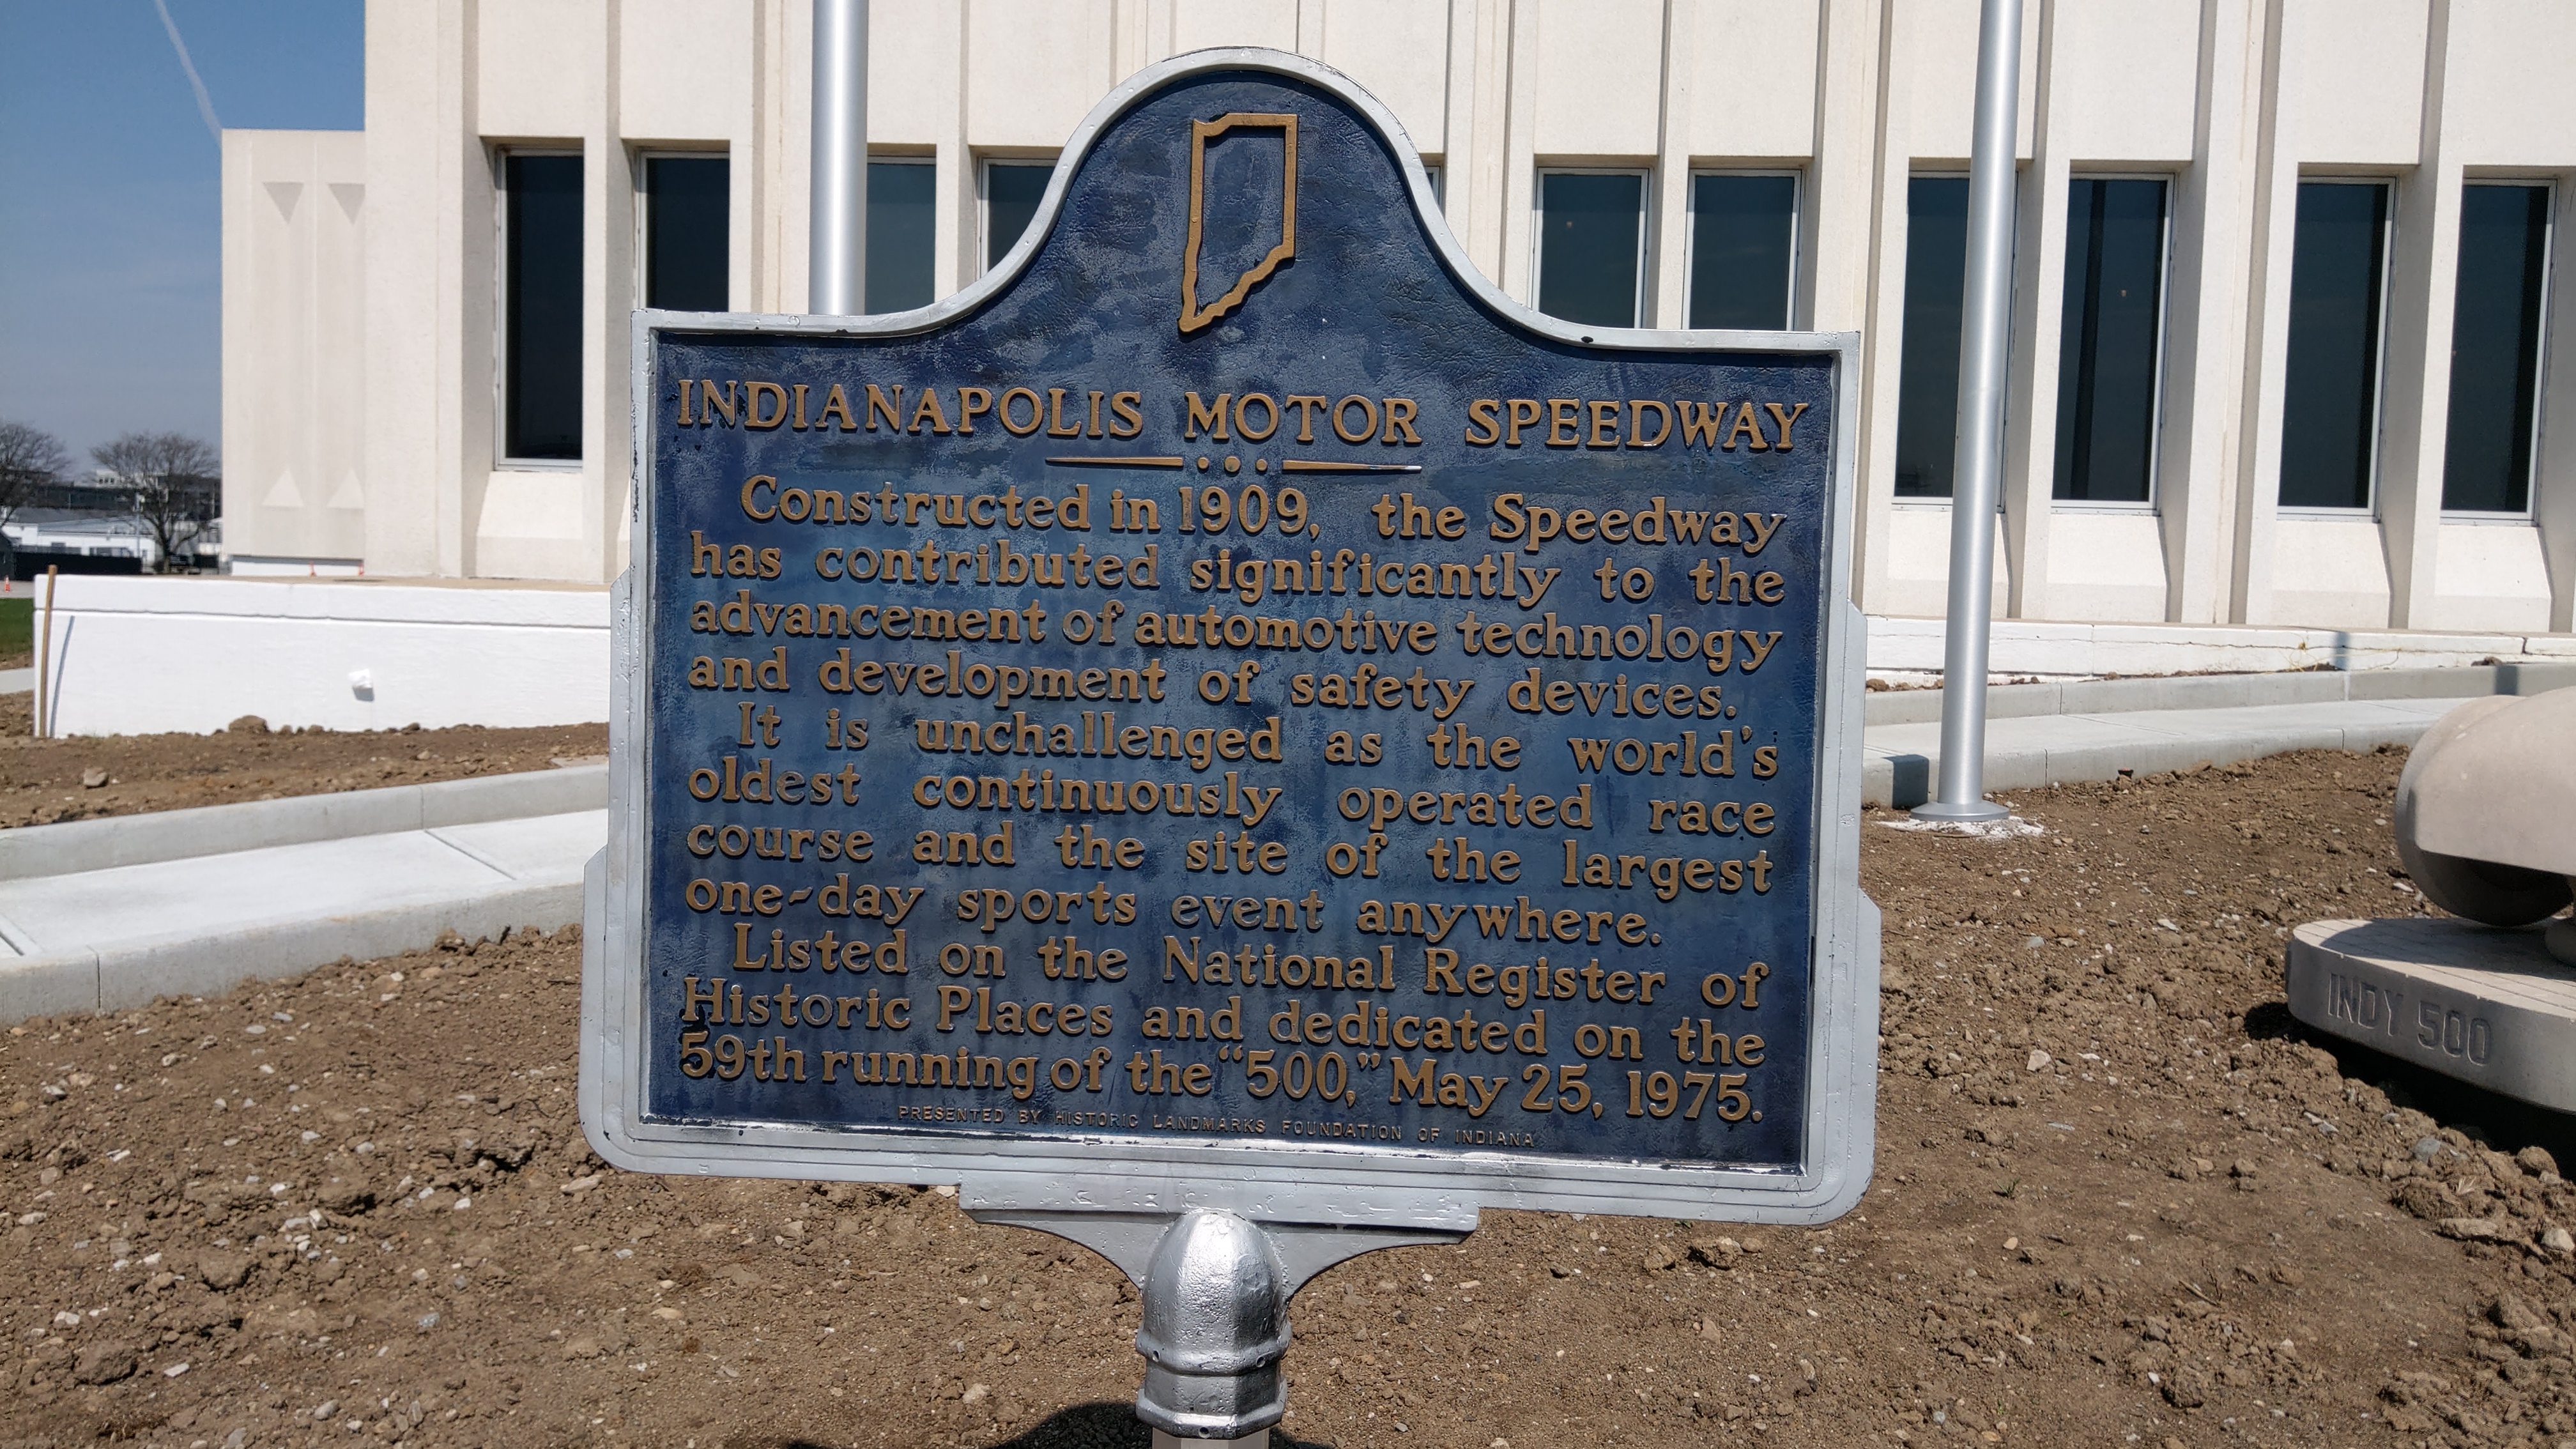 INDIANAPOLIS MOTOR SPEEDWAY
Constructed in 1909, the Speedway
has contributed significantly to the
advancement of automotive technology
and development of safety devices.
It is unchallenged as the world's
oldest continuously operated race
course and the site of the largest
one-day sports event anywhere.
Listed on the National Register of
Historic Places and dedicated on the
59th running of the "500," May 25, 1975.
PRESENTED BY HISTORIC LANDMARKS FOUNDATION OF INDIANA
INDY 500